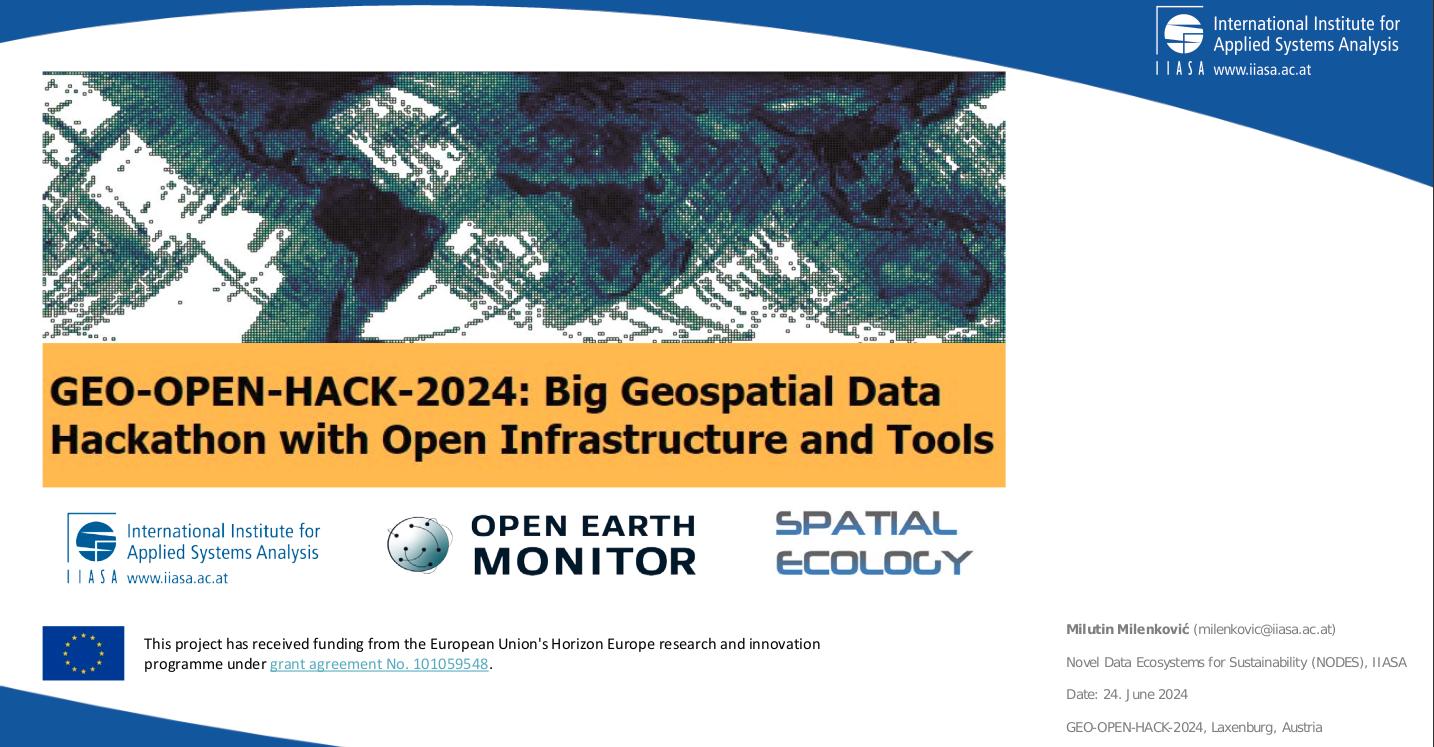 International Institute for
Applied Systems Analysis
IIASA www.iiasa.ac.at
GEO-OPEN-HACK-2024: Big Geospatial Data
Hackathon with Open Infrastructure and Tools
International Institute for
Applied Systems Analysis
IIASA www.iiasa.ac.at
OPEN EARTH
MONITOR
SPATIAL
ECOLOGY
This project has received funding from the European Union's Horizon Europe research and innovation
programme under grant agreement No. 101059548.
Milutin Milenković (milenkovic@iiasa.ac.at)
Novel Data Ecosystems for Sustainability (NODES), IIASA
Date: 24. June 2024
GEO-OPEN-HACK-2024, Laxenburg, Austria